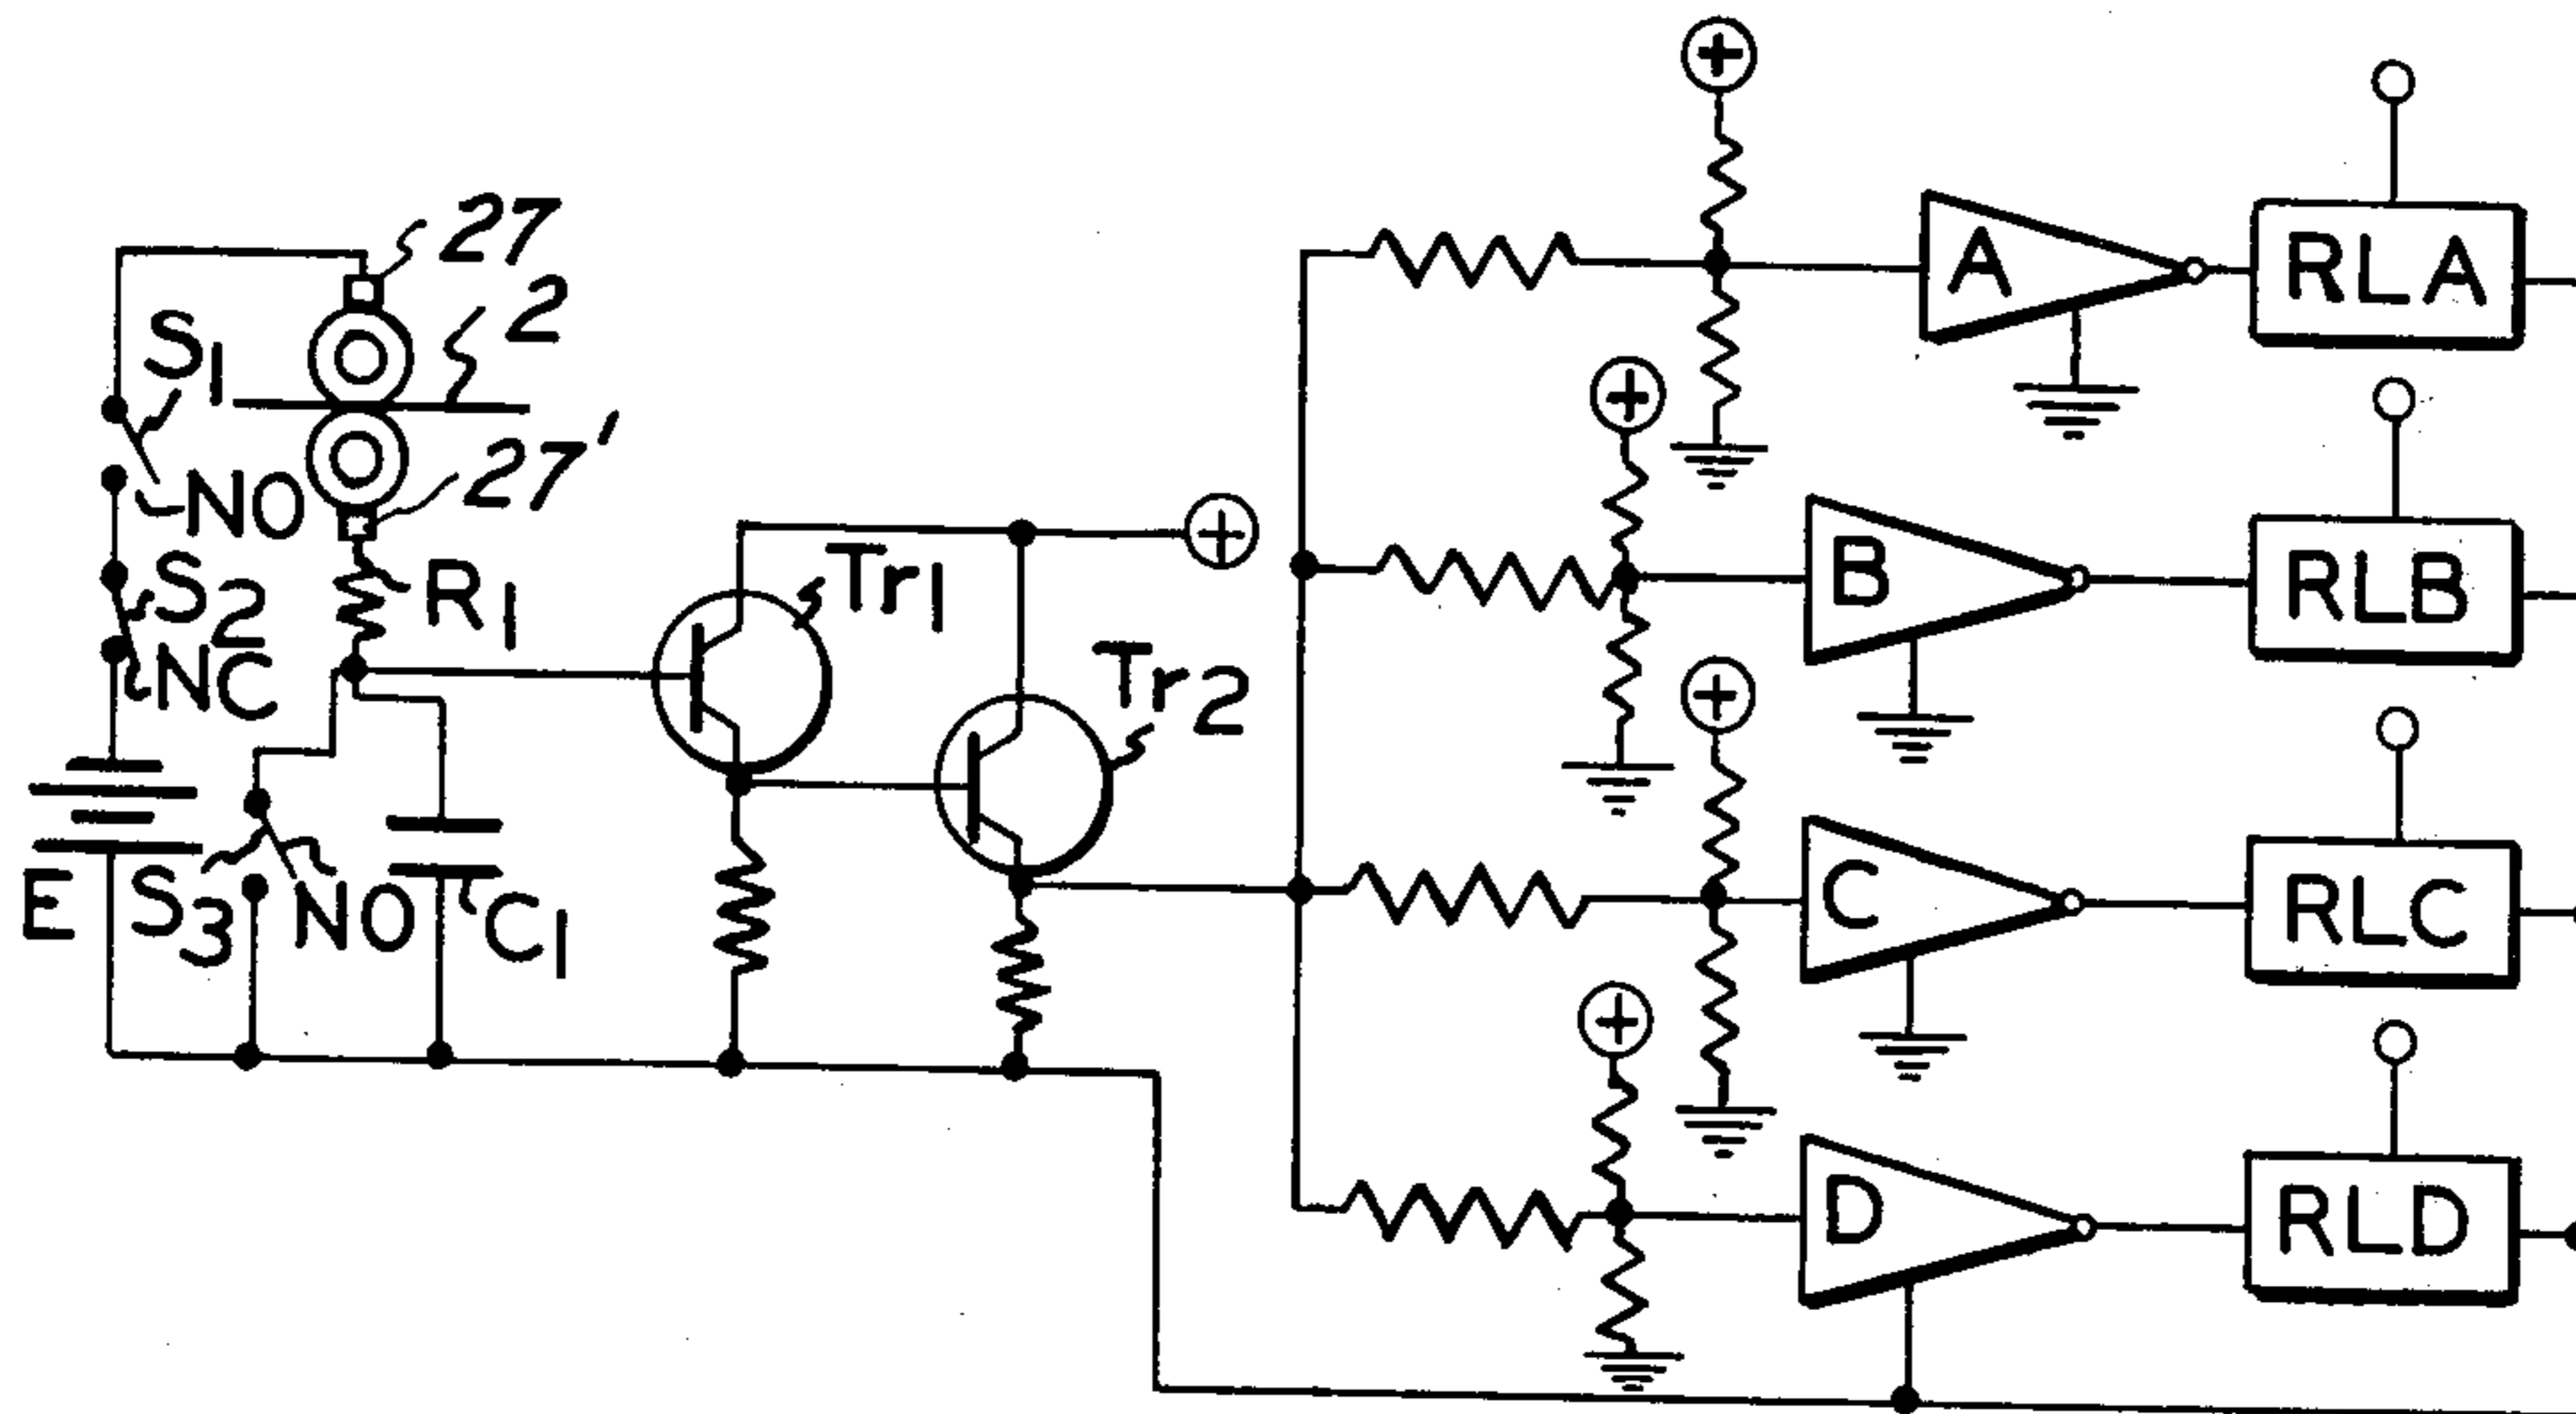 27
2
S1
NO
27'
S2
NC
R1
E
S3
NO
C1
Tr1
Tr2
+
+
A
RLA
+
B
RLB
+
C
RLC
+
D
RLD